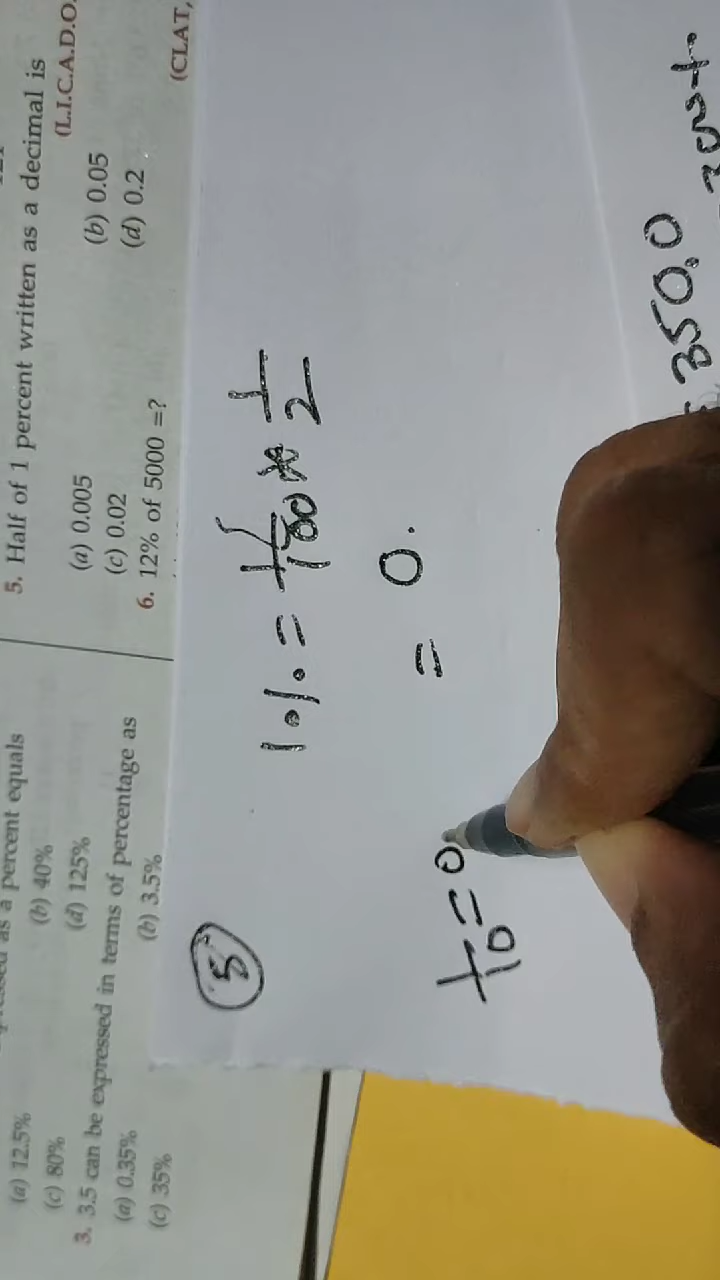 as a percent equals
(a) 12.5%
(b) 40%
(c) 80%
(d) 125%
3. 3.5 can be expressed in terms of percentage as
(a) 0.35%
(b) 3.5%
(c) 35%
5. Half of 1 percent written as a decimal is
(L.I.C.A.D.O.
(a) 0.005
(b) 0.05
(c) 0.02
(d) 0.2
6. 12% of 5000 =?
(CLAT,
5
1% = 1/100 × 1/2
= 0.
1/10 = 0
350.0